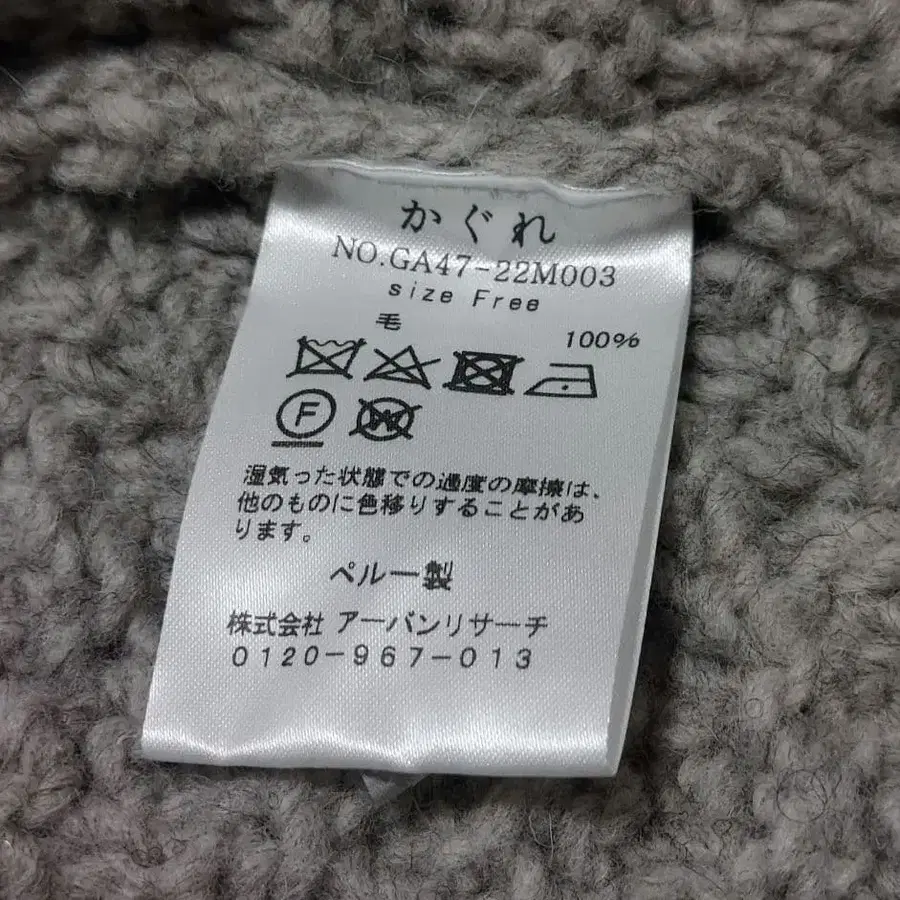 かぐれ
NO.GA47-22M003
size Free
毛 100%
F
W
湿気った状態での過度の摩擦は、
他のものに色移りすることがあ
ります。
ペルー製
株式会社 アーバンリサーチ
0120-967-013